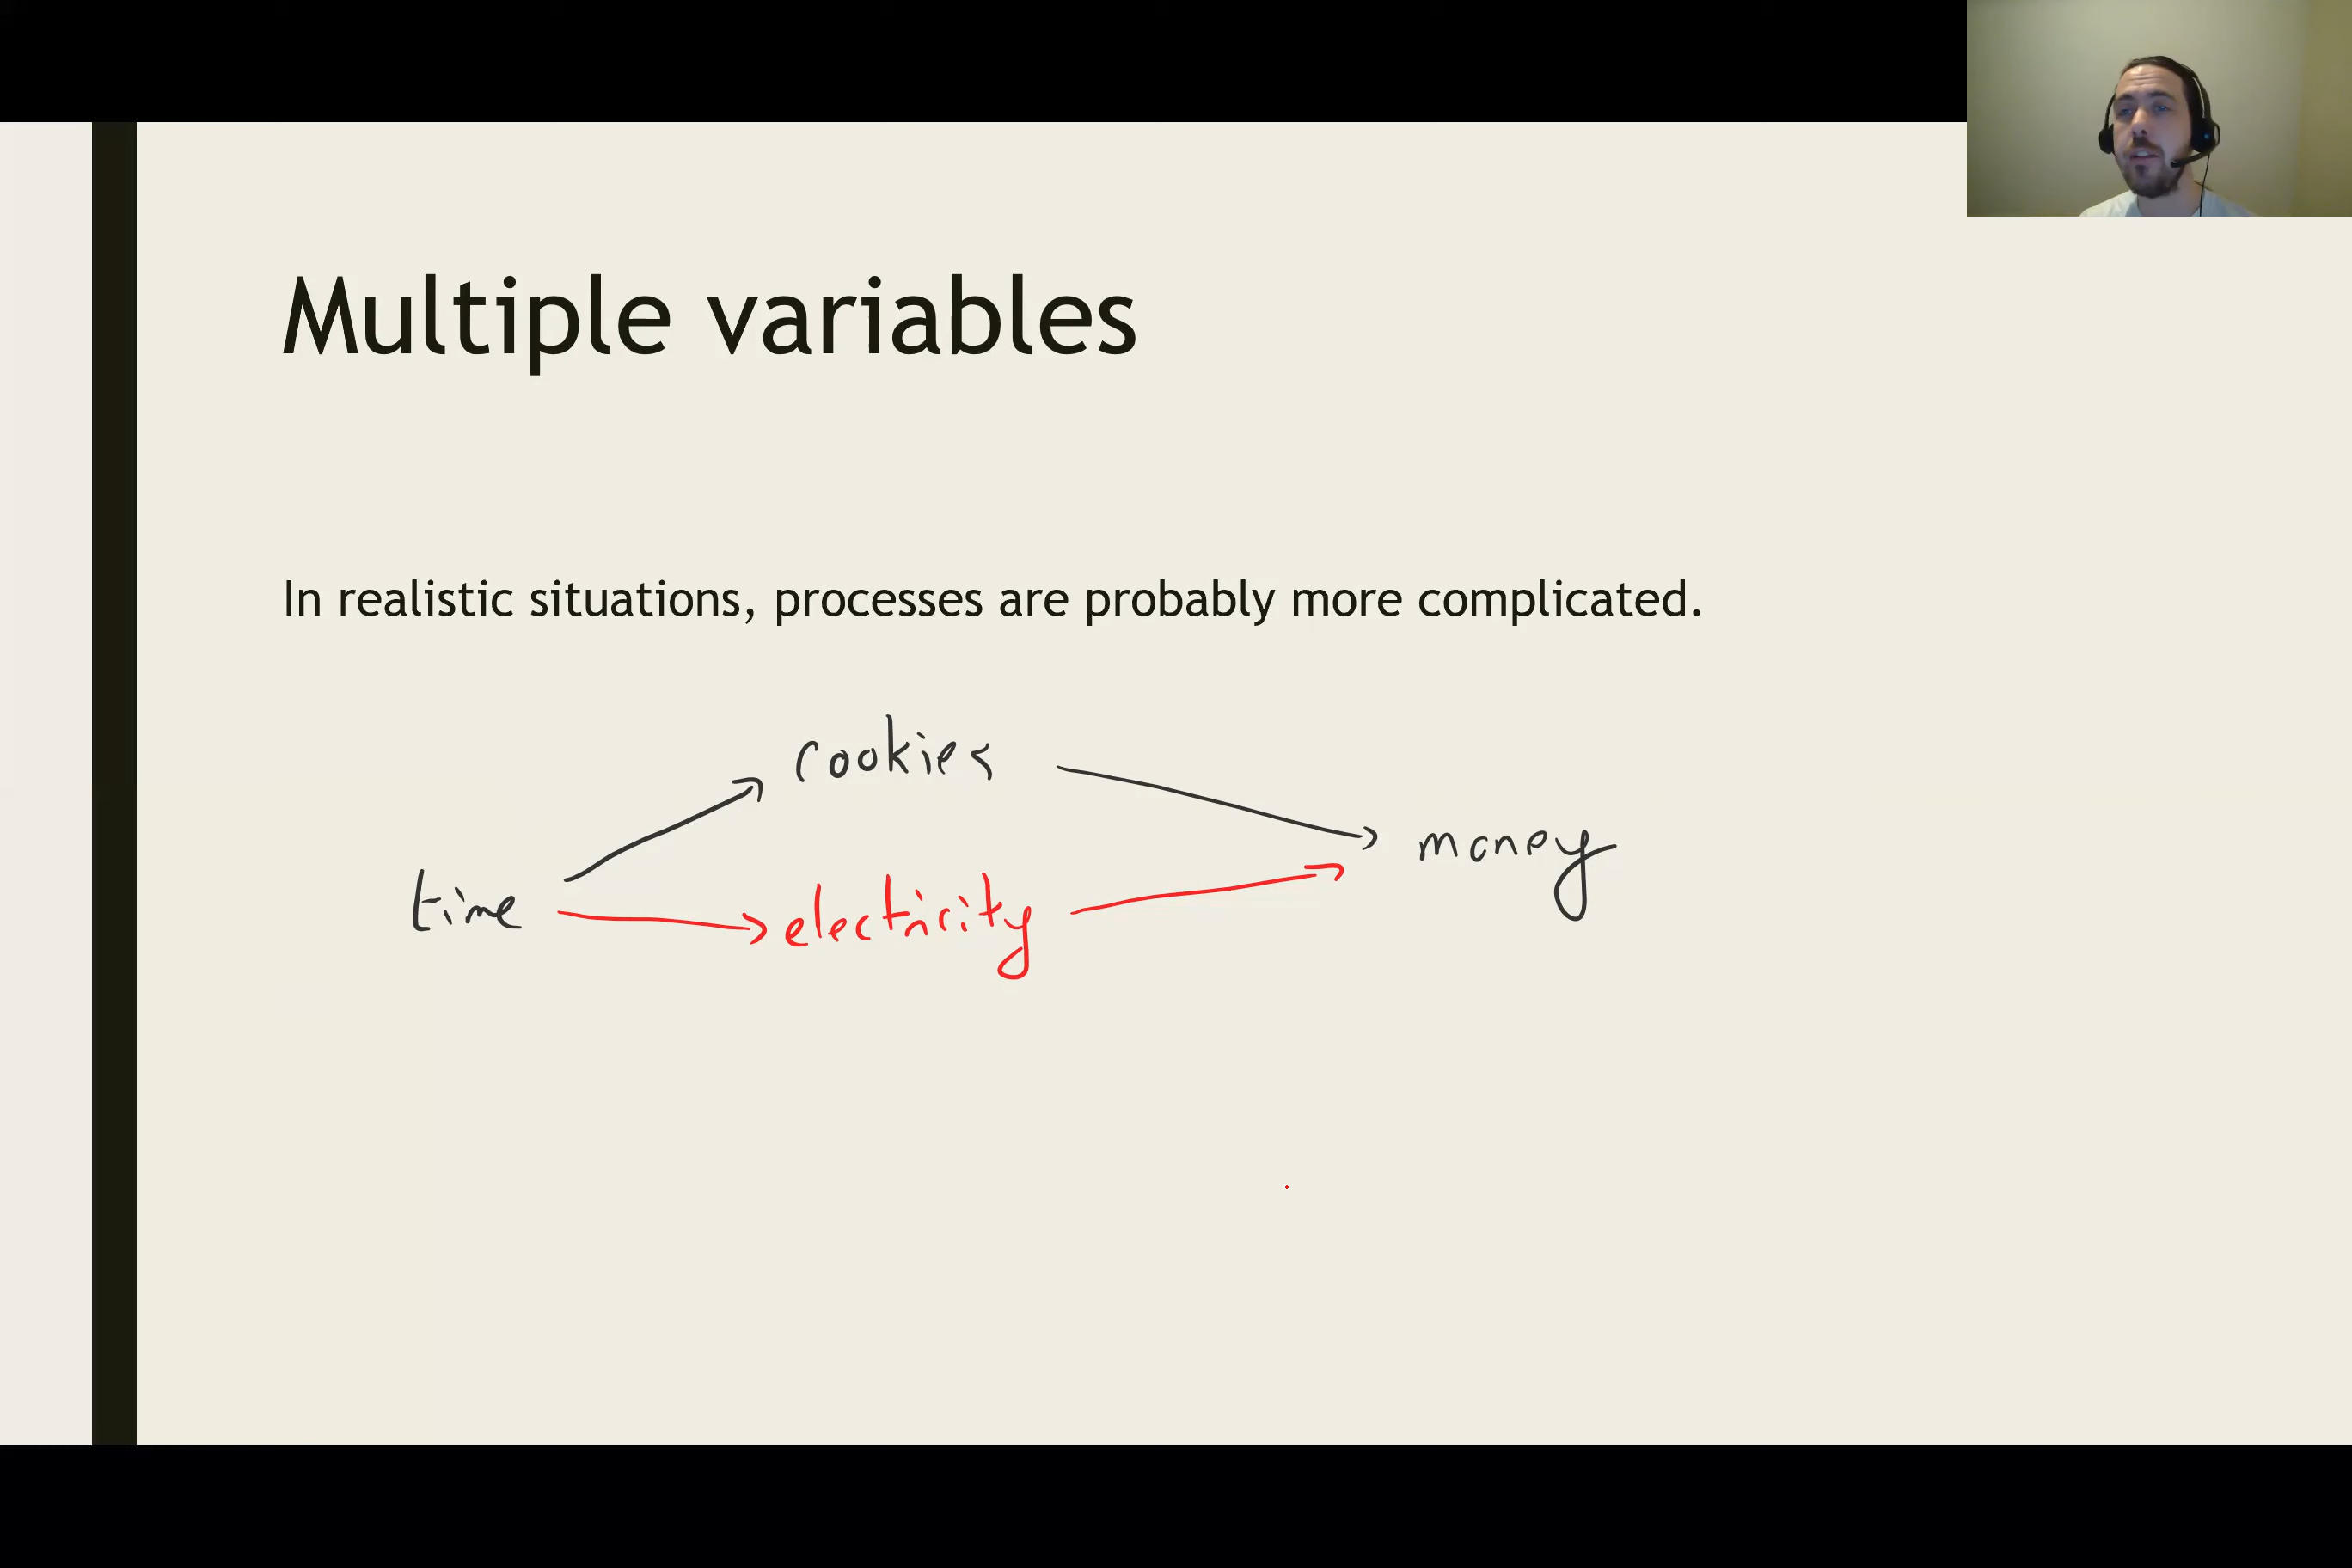 Multiple variables
In realistic situations, processes are probably more complicated.
cookies
money
time
electricity